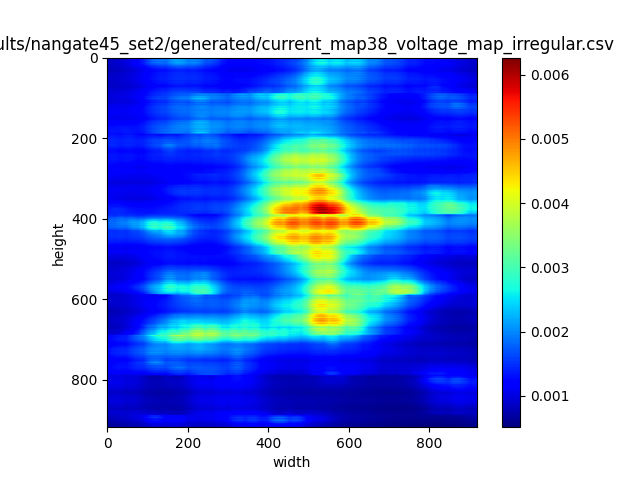 ults/nangate45_set2/generated/current_map38_voltage_map_irregular.csv
0
200
400
600
800
height
0 200 400 600 800
width
0.006
0.005
0.004
0.003
0.002
0.001